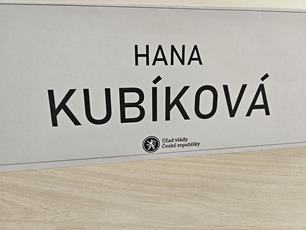 HANA
KUBÍKOVÁ
Úřad vlády
České republiky